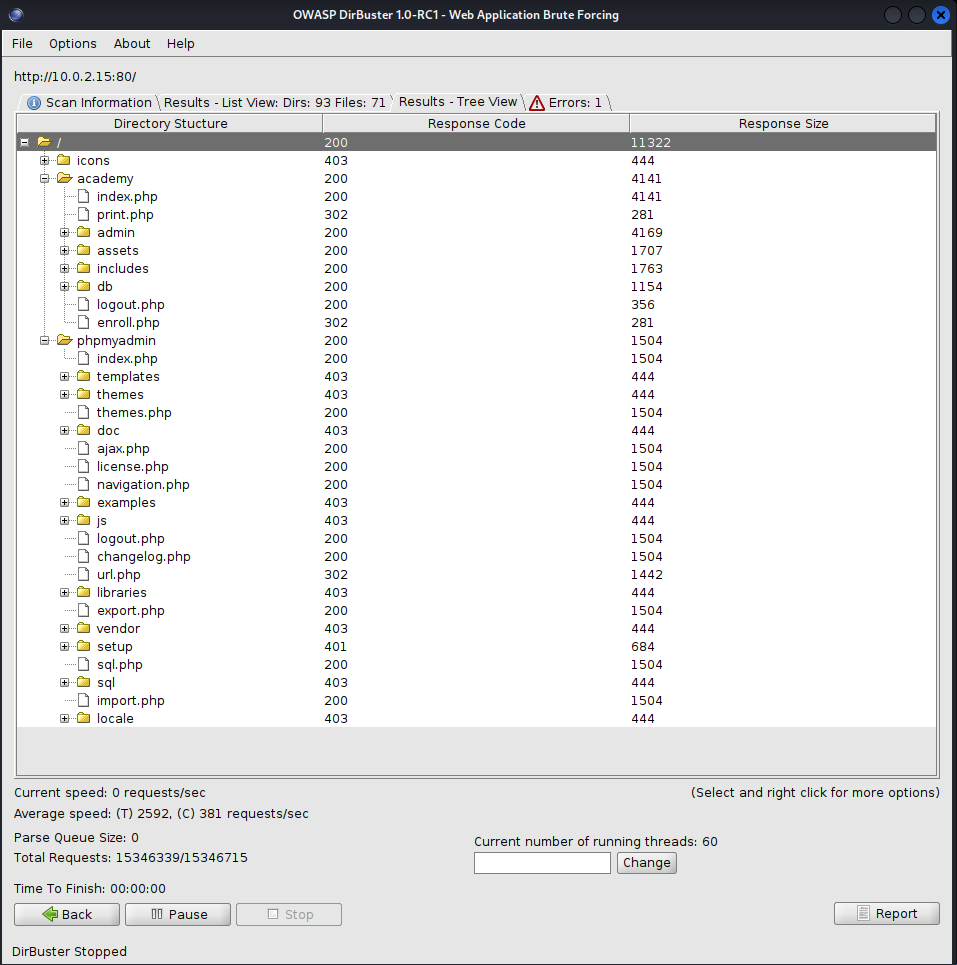 OWASP DirBuster 1.0-RC1 - Web Application Brute Forcing
File Options About Help
http://10.0.2.15:80/
Scan Information Results - List View: Dirs: 93 Files: 71 Results - Tree View Errors: 1
Directory Stucture Response Code Response Size
/ 200 11322
icons 403 444
academy 200 4141
index.php 200 4141
print.php 302 281
admin 200 4169
assets 200 1707
includes 200 1763
db 200 1154
logout.php 200 356
enroll.php 302 281
phpmyadmin 200 1504
index.php 200 1504
templates 403 444
themes 403 444
themes.php 200 1504
doc 403 444
ajax.php 200 1504
license.php 200 1504
navigation.php 200 1504
examples 403 444
js 403 444
logout.php 200 1504
changelog.php 200 1504
url.php 302 1442
libraries 403 444
export.php 200 1504
vendor 403 444
setup 401 684
sql.php 200 1504
sql 403 444
import.php 200 1504
locale 403 444
Current speed: 0 requests/sec (Select and right click for more options)
Average speed: (T) 2592, (C) 381 requests/sec
Parse Queue Size: 0 Current number of running threads: 60
Total Requests: 15346339/15346715 Change
Time To Finish: 00:00:00
Back Pause Stop Report
DirBuster Stopped